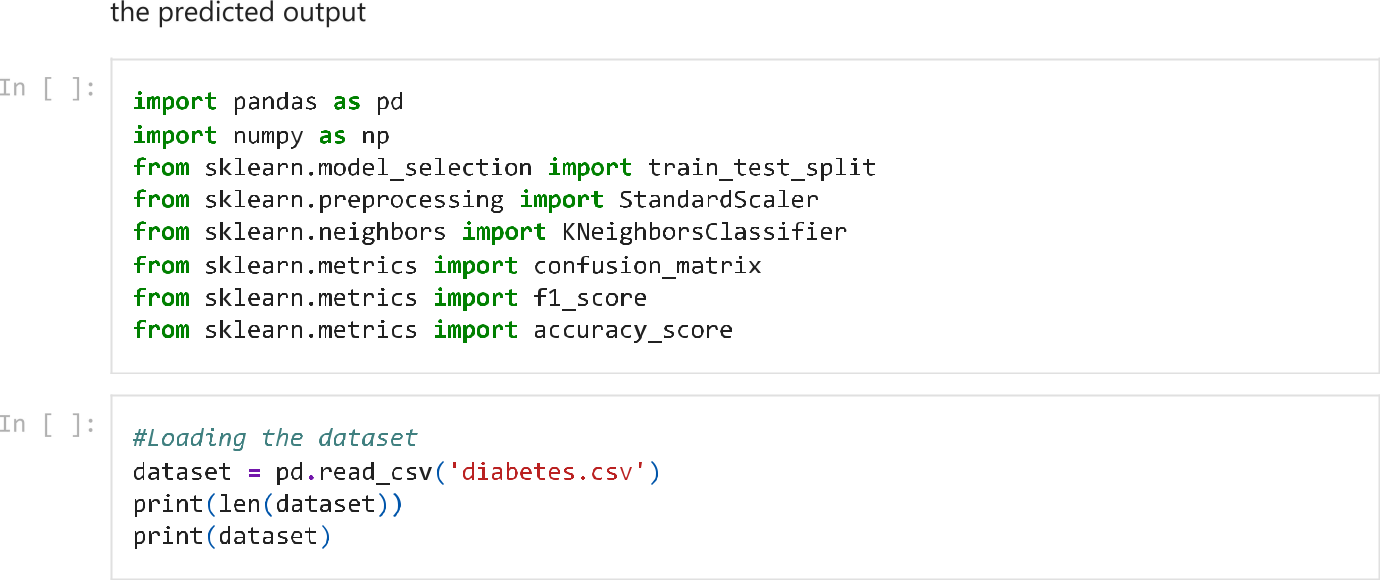 the predicted output
In [ ]:
import pandas as pd
import numpy as np
from sklearn.model_selection import train_test_split
from sklearn.preprocessing import StandardScaler
from sklearn.neighbors import KNeighborsClassifier
from sklearn.metrics import confusion_matrix
from sklearn.metrics import f1_score
from sklearn.metrics import accuracy_score
In [ ]:
#Loading the dataset
dataset = pd.read_csv('diabetes.csv')
print(len(dataset))
print(dataset)